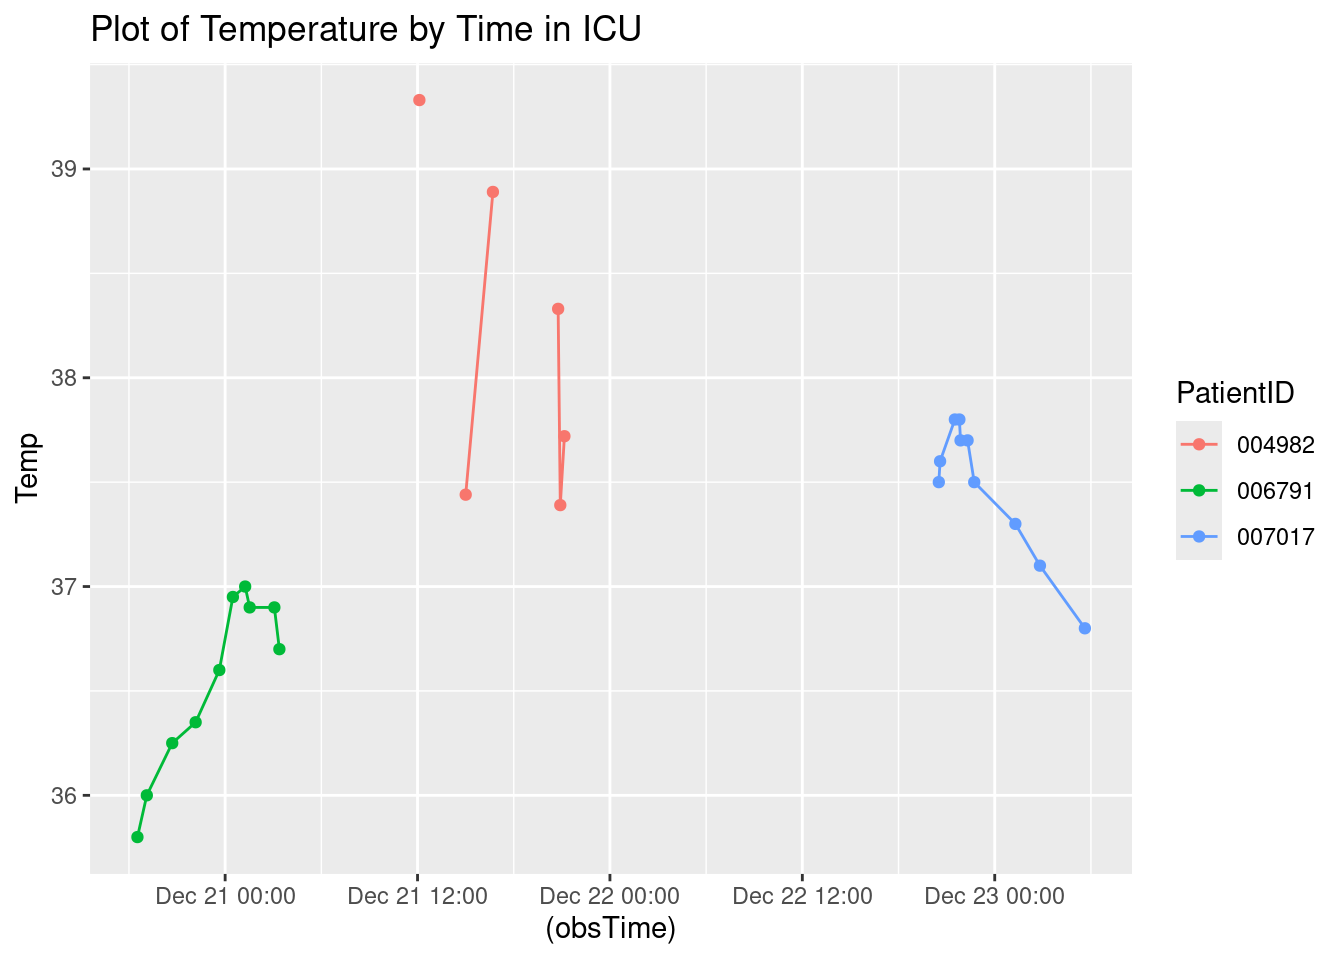 Plot of Temperature by Time in ICU
Temp
39
38
37
36
Dec 21 00:00
Dec 21 12:00
Dec 22 00:00
Dec 22 12:00
Dec 23 00:00
(obsTime)
PatientID
004982
006791
007017